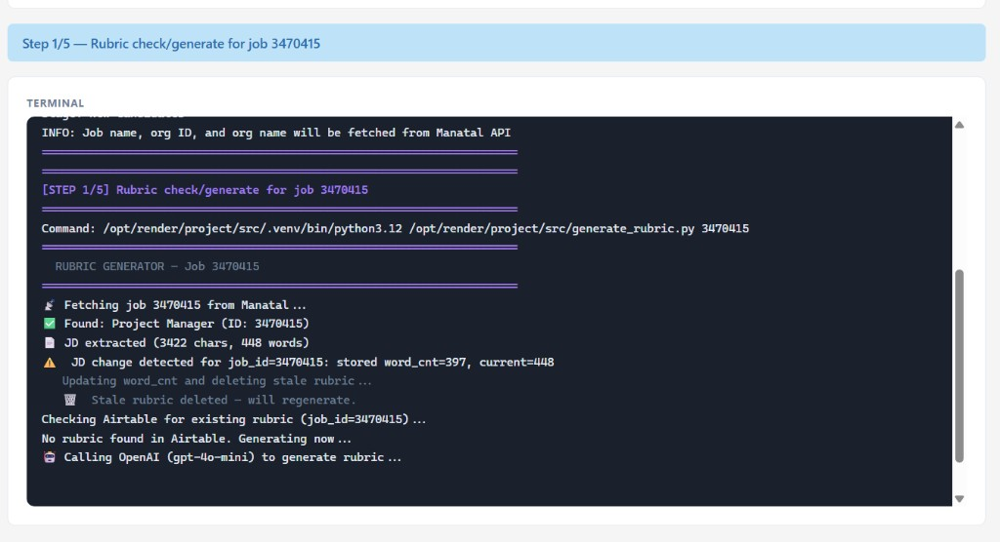 Step 1/5 — Rubric check/generate for job 3470415
TERMINAL
INFO: Job name, org ID, and org name will be fetched from Manatal API
[STEP 1/5] Rubric check/generate for job 3470415
Command: /opt/render/project/src/.venv/bin/python3.12 /opt/render/project/src/generate_rubric.py 3470415
RUBRIC GENERATOR — Job 3470415
Fetching job 3470415 from Manatal...
Found: Project Manager (ID: 3470415)
JD extracted (3422 chars, 448 words)
JD change detected for job_id=3470415: stored word_cnt=397, current=448
Updating word_cnt and deleting stale rubric...
Stale rubric deleted — will regenerate.
Checking Airtable for existing rubric (job_id=3470415)...
No rubric found in Airtable. Generating now...
Calling OpenAI (gpt-4o-mini) to generate rubric...